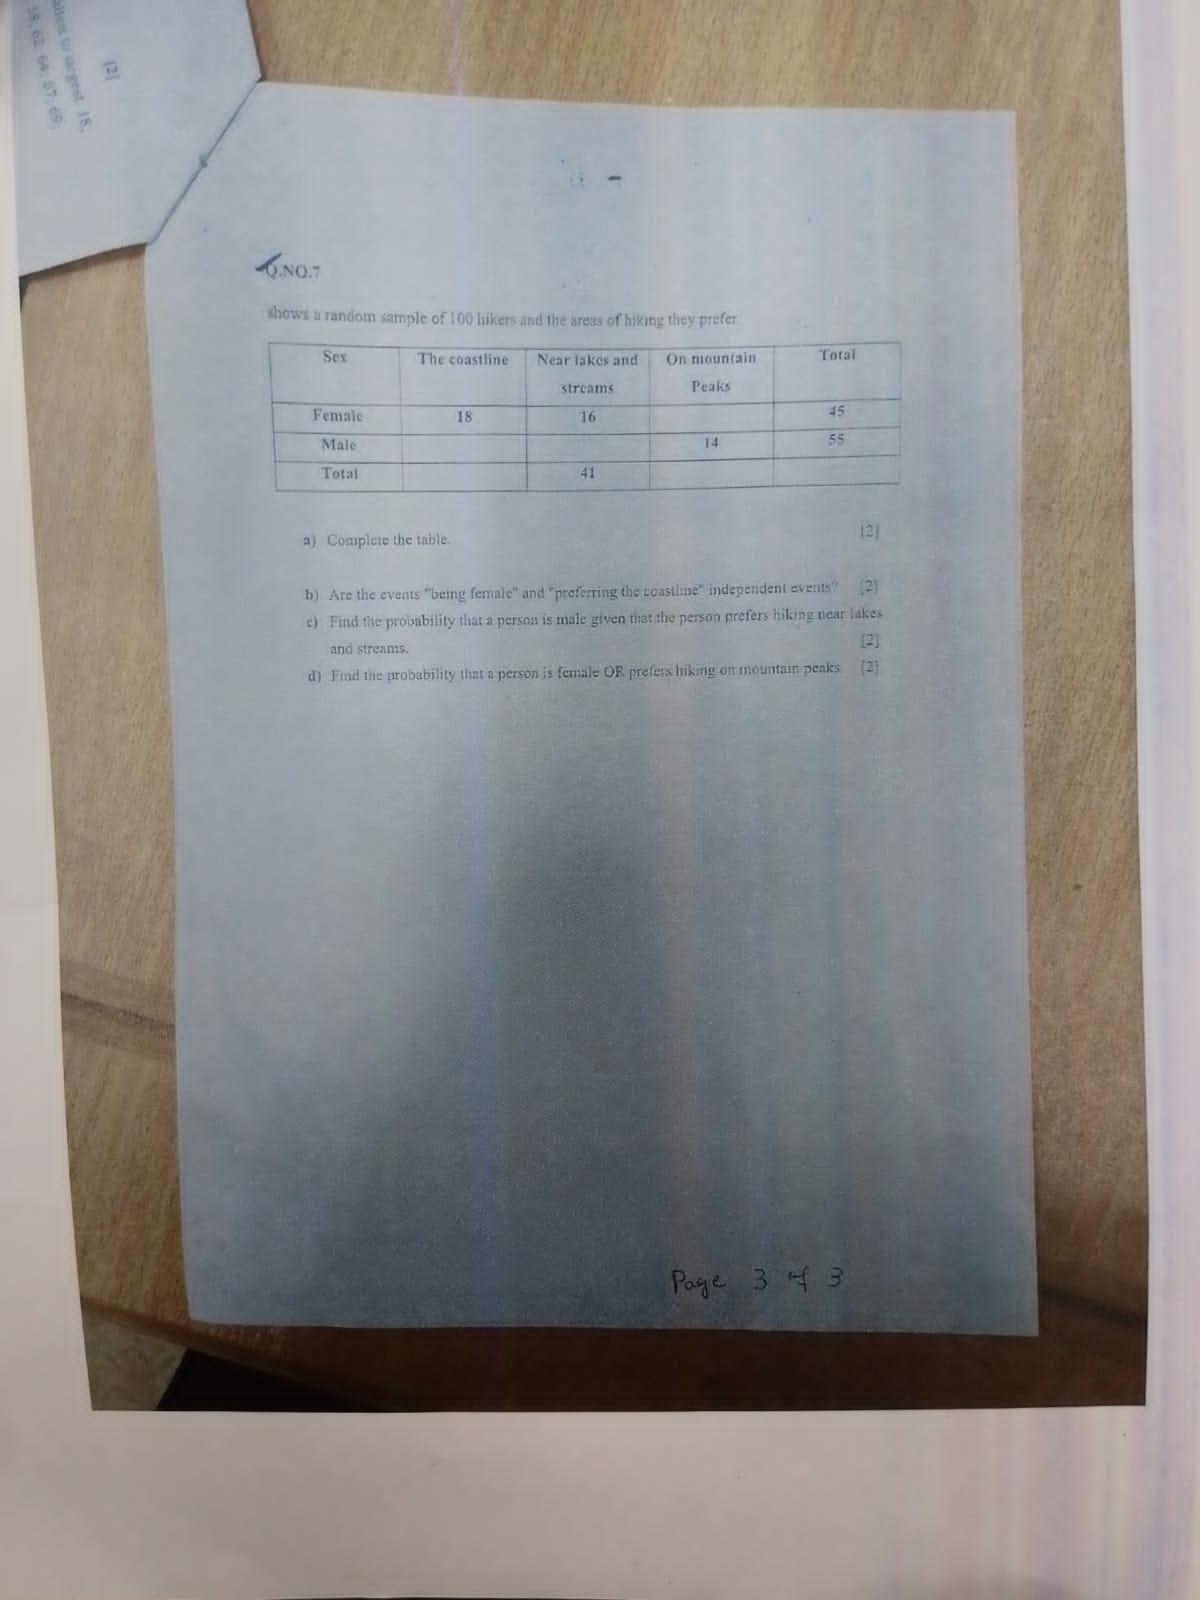 [2]
to largest 18,
59, 62, 64, 67, 69,
Q.NO.7
shows a random sample of 100 hikers and the areas of hiking they prefer
Sex The coastline Near lakes and streams On mountain Peaks Total
Female 18 16 45
Male 14 55
Total 41
a) Complete the table. [2]
b) Are the events "being female" and "preferring the coastline" independent events? [2]
c) Find the probability that a person is male given that the person prefers hiking near lakes
and streams. [2]
d) Find the probability that a person is female OR prefers hiking on mountain peaks [2]
Page 3 of 3